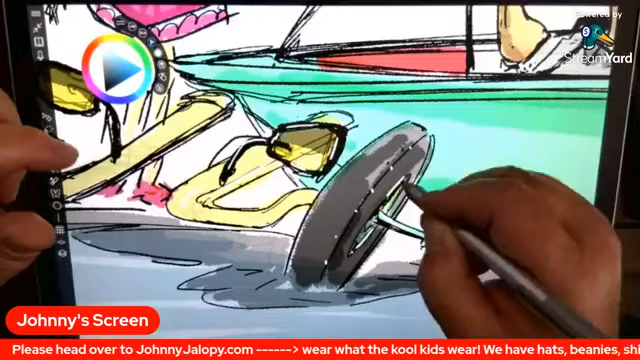 Powered by
StreamYard
Johnny's Screen
Please head over to JohnnyJalopy.com ------> wear what the kool kids wear! We have hats, beanies, shi